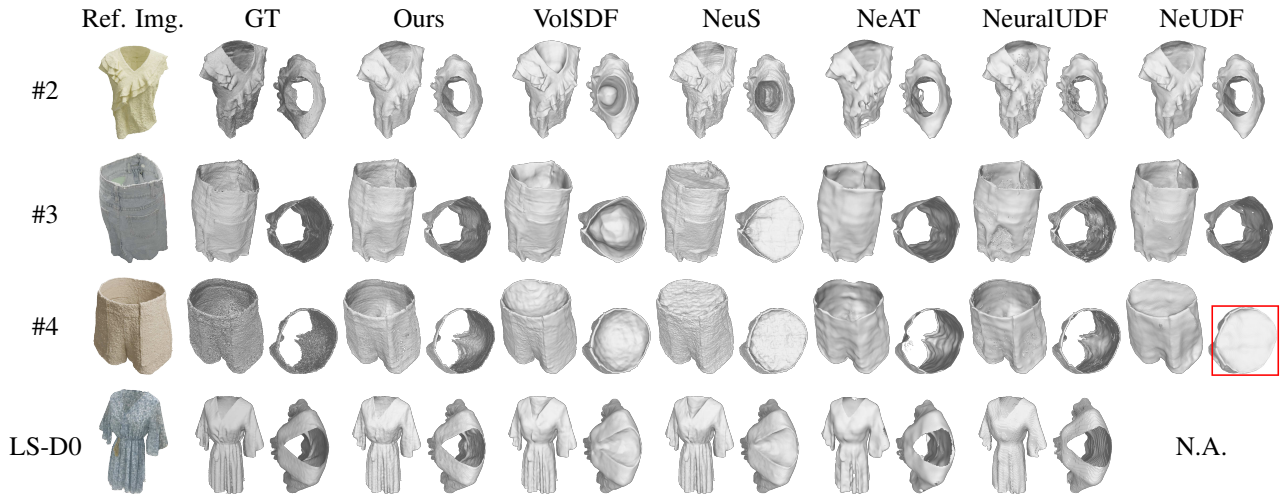 Ref. Img. GT Ours VolSDF NeuS NeAT NeuralUDF NeUDF
#2
#3
#4
LS-D0 N.A.